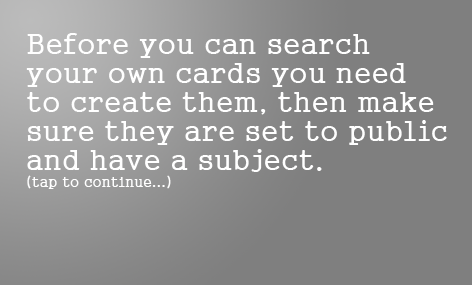 Before you can search
your own cards you need
to create them, then make
sure they are set to public
and have a subject.
(tap to continue...)